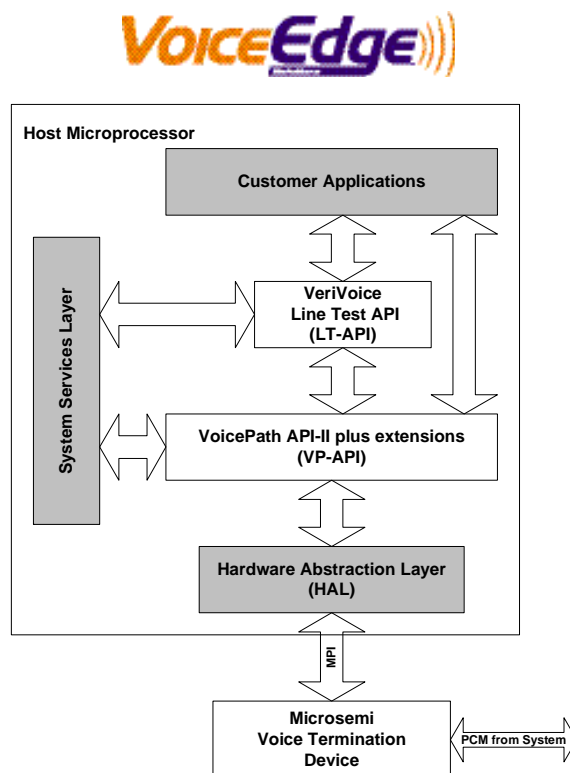 VoiceEdge
Host Microprocessor
Customer Applications
System Services Layer
VeriVoice
Line Test API
(LT-API)
VoicePath API-II plus extensions
(VP-API)
Hardware Abstraction Layer
(HAL)
MPI
Microsemi
Voice Termination
Device
PCM from System